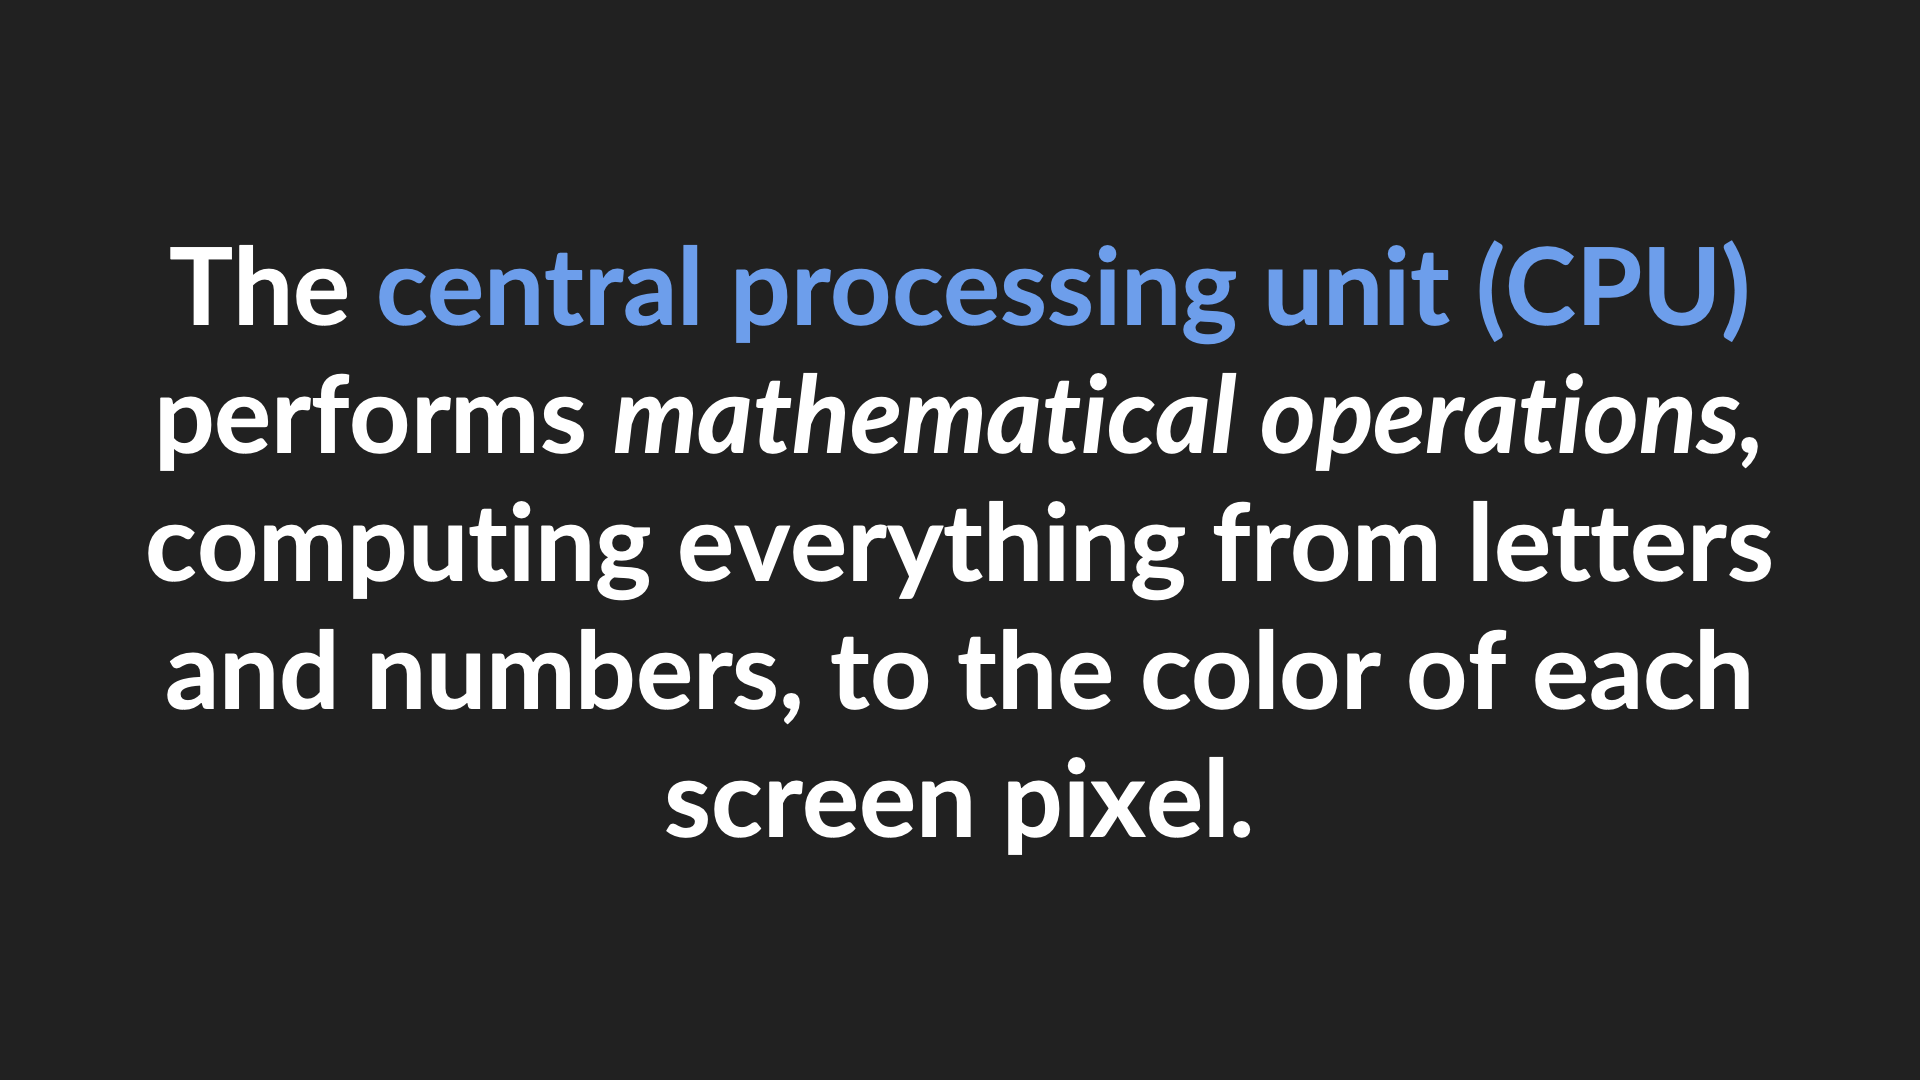 The central processing unit (CPU)
performs mathematical operations,
computing everything from letters
and numbers, to the color of each
screen pixel.